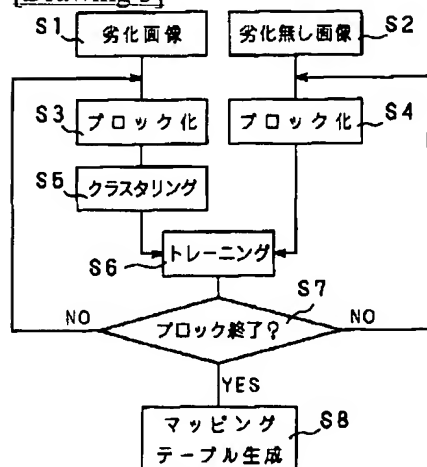 S1
劣化画像
劣化無し画像
S2
S3
ブロック化
ブロック化
S4
S5
クラスタリング
トレーニング
S6
S7
NO
ブロック終了?
NO
YES
マッピング
テーブル生成
S8